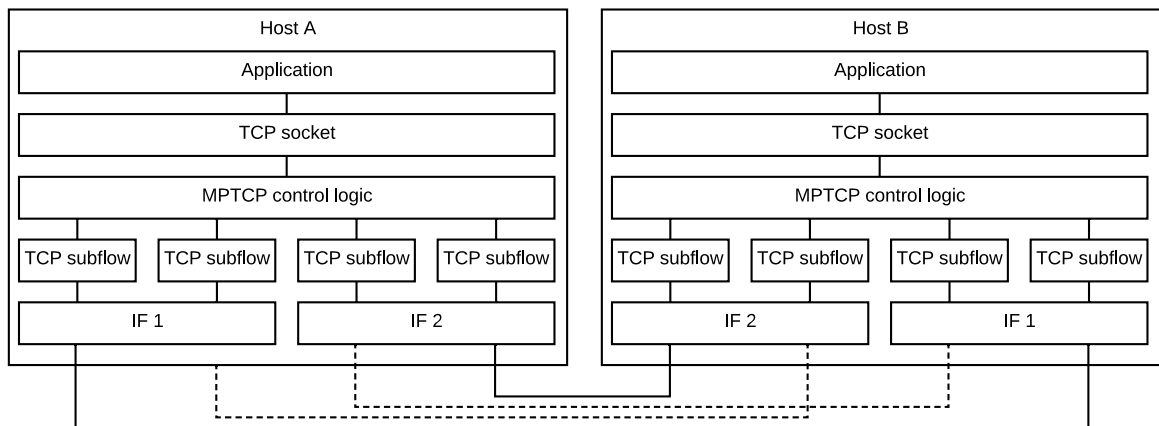 Host A
Application
TCP socket
MPTCP control logic
TCP subflow TCP subflow TCP subflow TCP subflow
IF 1 IF 2
Host B
Application
TCP socket
MPTCP control logic
TCP subflow TCP subflow TCP subflow TCP subflow
IF 2 IF 1